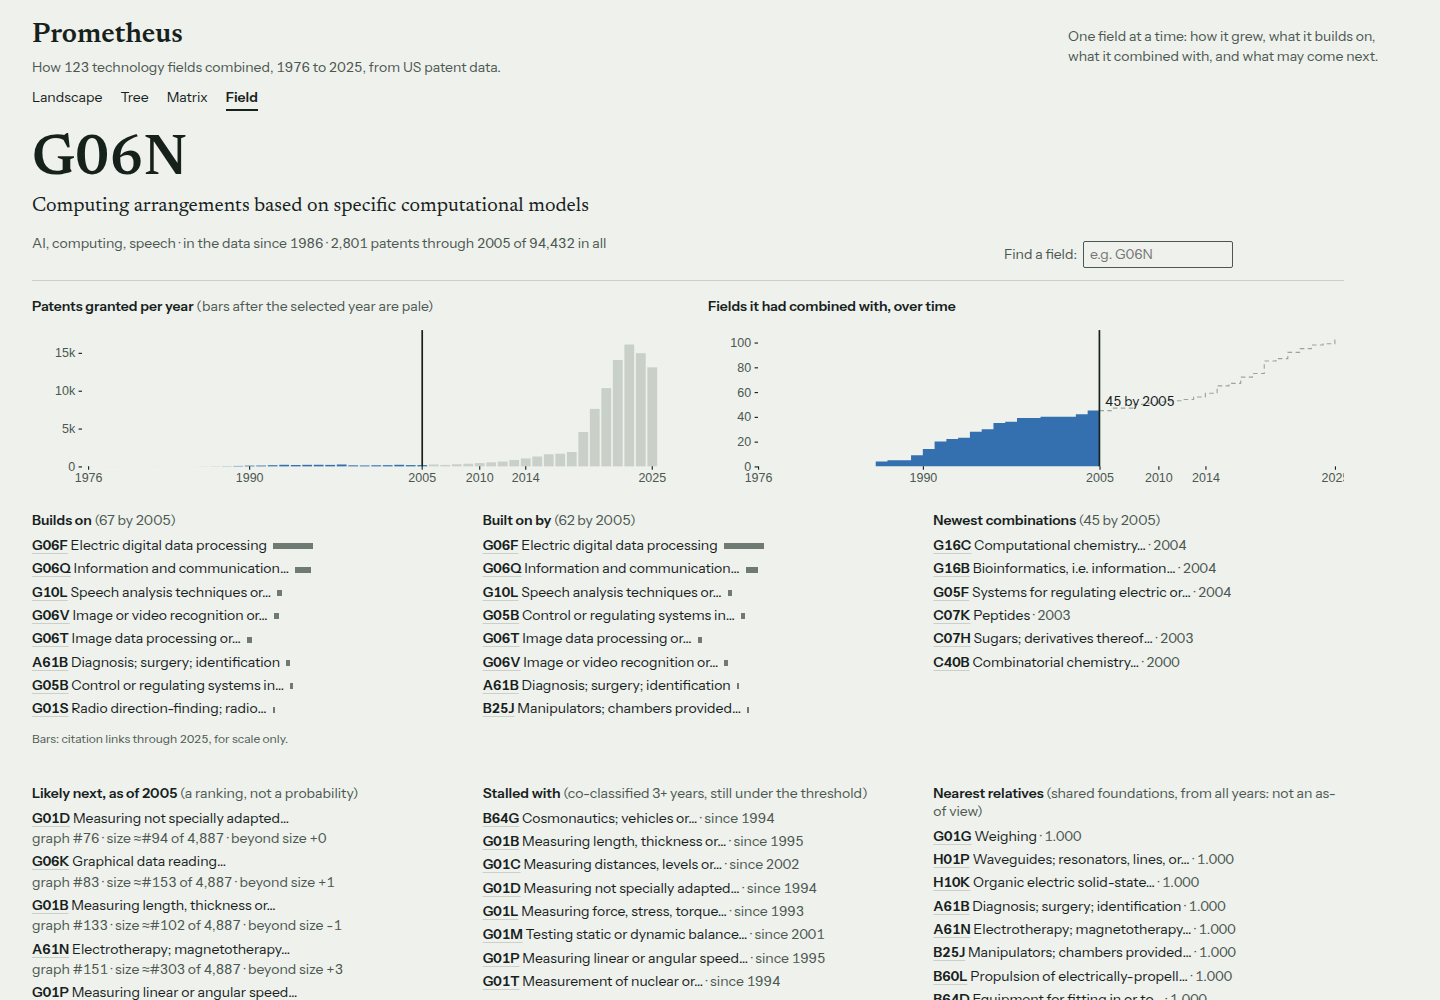 Prometheus
How 123 technology fields combined, 1976 to 2025, from US patent data.
One field at a time: how it grew, what it builds on,
what it combined with, and what may come next.
Landscape Tree Matrix Field
G06N
Computing arrangements based on specific computational models
AI, computing, speech · in the data since 1986 · 2,801 patents through 2005 of 94,432 in all
Find a field: e.g. G06N
Patents granted per year (bars after the selected year are pale)
15k
10k
5k
0
1976 1990 2005 2010 2014 2025
Fields it had combined with, over time
100
80
60
40
20
0
45 by 2005
1976 1990 2005 2010 2014
Builds on (67 by 2005)
G06F Electric digital data processing
G06Q Information and communication...
G10L Speech analysis techniques or...
G06V Image or video recognition or...
G06T Image data processing or...
A61B Diagnosis; surgery; identification
G05B Control or regulating systems in...
G01S Radio direction-finding; radio...
Bars: citation links through 2025, for scale only.
Built on by (62 by 2005)
G06F Electric digital data processing
G06Q Information and communication...
G10L Speech analysis techniques or...
G05B Control or regulating systems in...
G06T Image data processing or...
G06V Image or video recognition or...
A61B Diagnosis; surgery; identification
B25J Manipulators; chambers provided...
Newest combinations (45 by 2005)
G16C Computational chemistry... · 2004
G16B Bioinformatics, i.e. information... · 2004
G05F Systems for regulating electric or... · 2004
C07K Peptides · 2003
C07H Sugars; derivatives thereof... · 2003
C40B Combinatorial chemistry... · 2000
Likely next, as of 2005 (a ranking, not a probability)
G01D Measuring not specially adapted...
graph #76 · size ≈#94 of 4,887 · beyond size +0
G06K Graphical data reading...
graph #83 · size ≈#153 of 4,887 · beyond size +1
G01B Measuring length, thickness or...
graph #133 · size ≈#102 of 4,887 · beyond size -1
A61N Electrotherapy; magnetotherapy...
graph #151 · size ≈#303 of 4,887 · beyond size +3
G01P Measuring linear or angular speed...
Stalled with (co-classified 3+ years, still under the threshold)
B64G Cosmonautics; vehicles or... · since 1994
G01B Measuring length, thickness or... · since 1995
G01C Measuring distances, levels or... · since 2002
G01D Measuring not specially adapted... · since 1994
G01L Measuring force, stress, torque... · since 1993
G01M Testing static or dynamic balance... · since 2001
G01P Measuring linear or angular speed... · since 1995
G01T Measurement of nuclear or... · since 1994
Nearest relatives (shared foundations, from all years: not an as-
of view)
G01G Weighing · 1.000
H01P Waveguides; resonators, lines, or... · 1.000
H10K Organic electric solid-state... · 1.000
A61B Diagnosis; surgery; identification · 1.000
A61N Electrotherapy; magnetotherapy... · 1.000
B25J Manipulators; chambers provided... · 1.000
B60L Propulsion of electrically-propell... · 1.000
B64D Equipment for fitting in or to... · 1.000